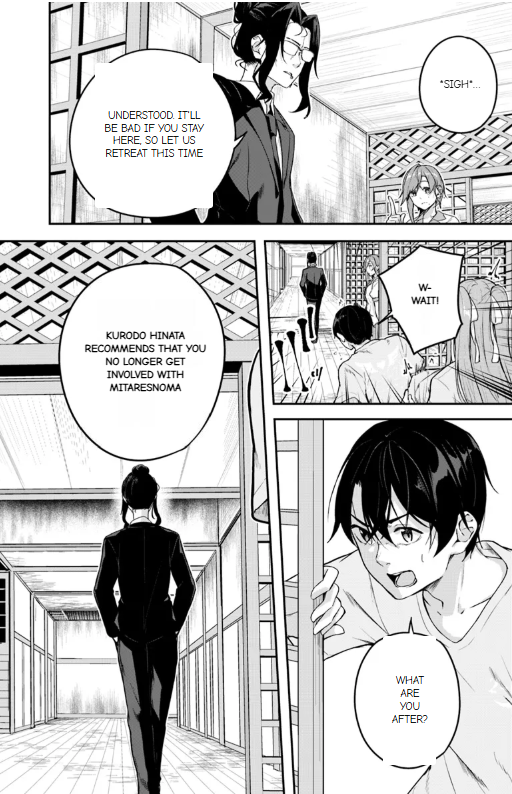 *SIGH*...
UNDERSTOOD. IT'LL
BE BAD IF YOU STAY
HERE, SO LET US
RETREAT THIS TIME
W-
WAIT!
WHAT
ARE
YOU
AFTER?
KURODO HINATA
RECOMMENDS THAT YOU
NO LONGER GET
INVOLVED WITH
MITARESNOMA